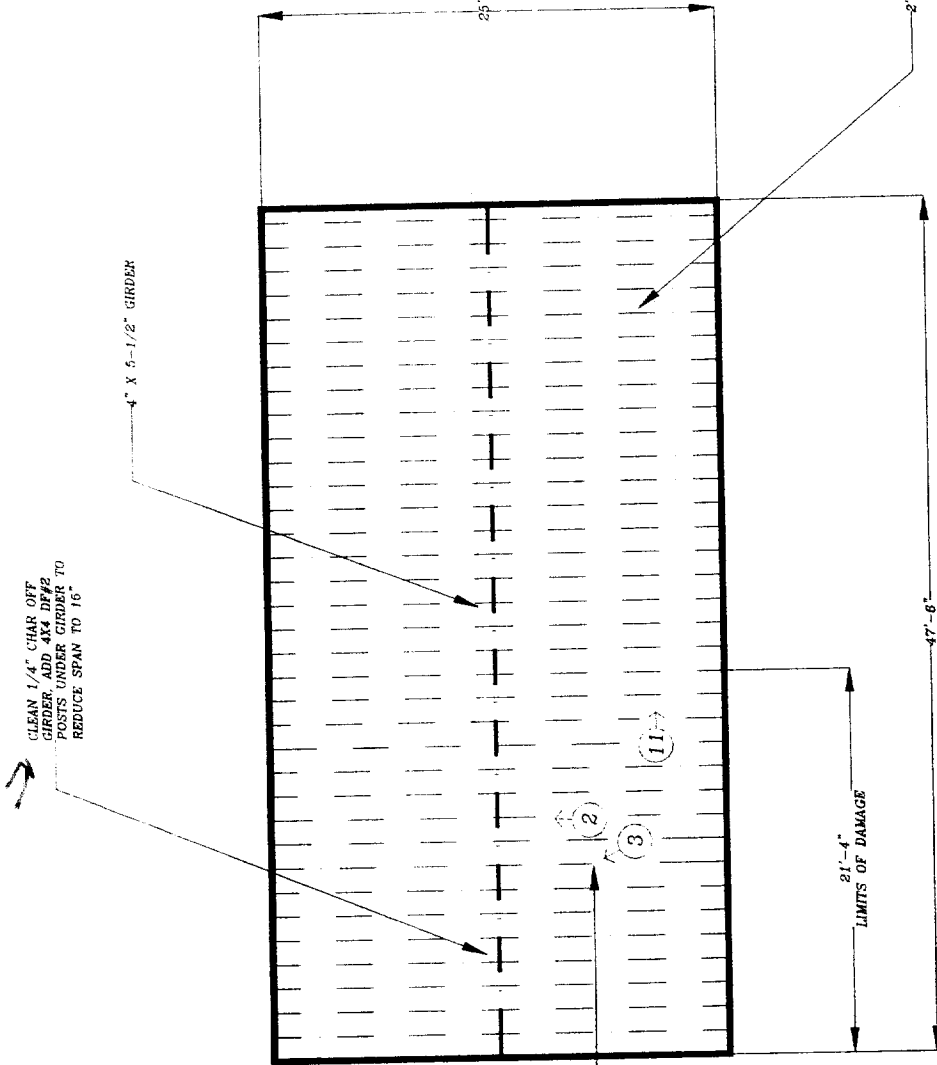 CLEAN 1/4" CHAR OFF
GIRDER, ADD 4X4 DF#2
POSTS UNDER GIRDER TO
REDUCE SPAN TO 16"
4" X 5-1/2" GIRDER
25'
2'
11
2
3
21'-4"
LIMITS OF DAMAGE
47'-6"